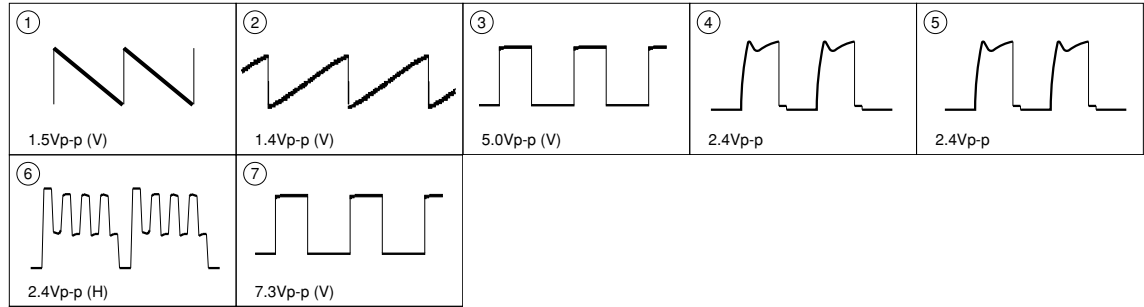 ① ② ③ ④ ⑤
1.5Vp-p (V) 1.4Vp-p (V) 5.0Vp-p (V) 2.4Vp-p 2.4Vp-p
⑥ ⑦
2.4Vp-p (H) 7.3Vp-p (V)